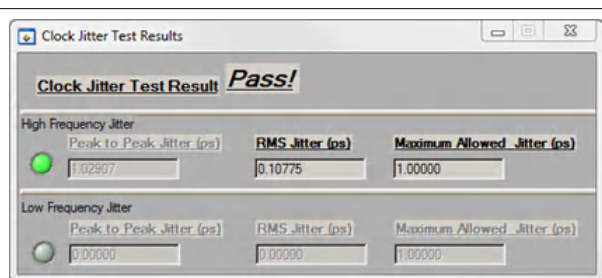 Clock Jitter Test Results
Clock Jitter Test Result Pass!
High Frequency Jitter
Peak to Peak Jitter (ps) RMS Jitter (ps) Maximum Allowed Jitter (ps)
1.02907 0.10775 1.00000
Low Frequency Jitter
Peak to Peak Jitter (ps) RMS Jitter (ps) Maximum Allowed Jitter (ps)
0.00000 0.00000 1.00000